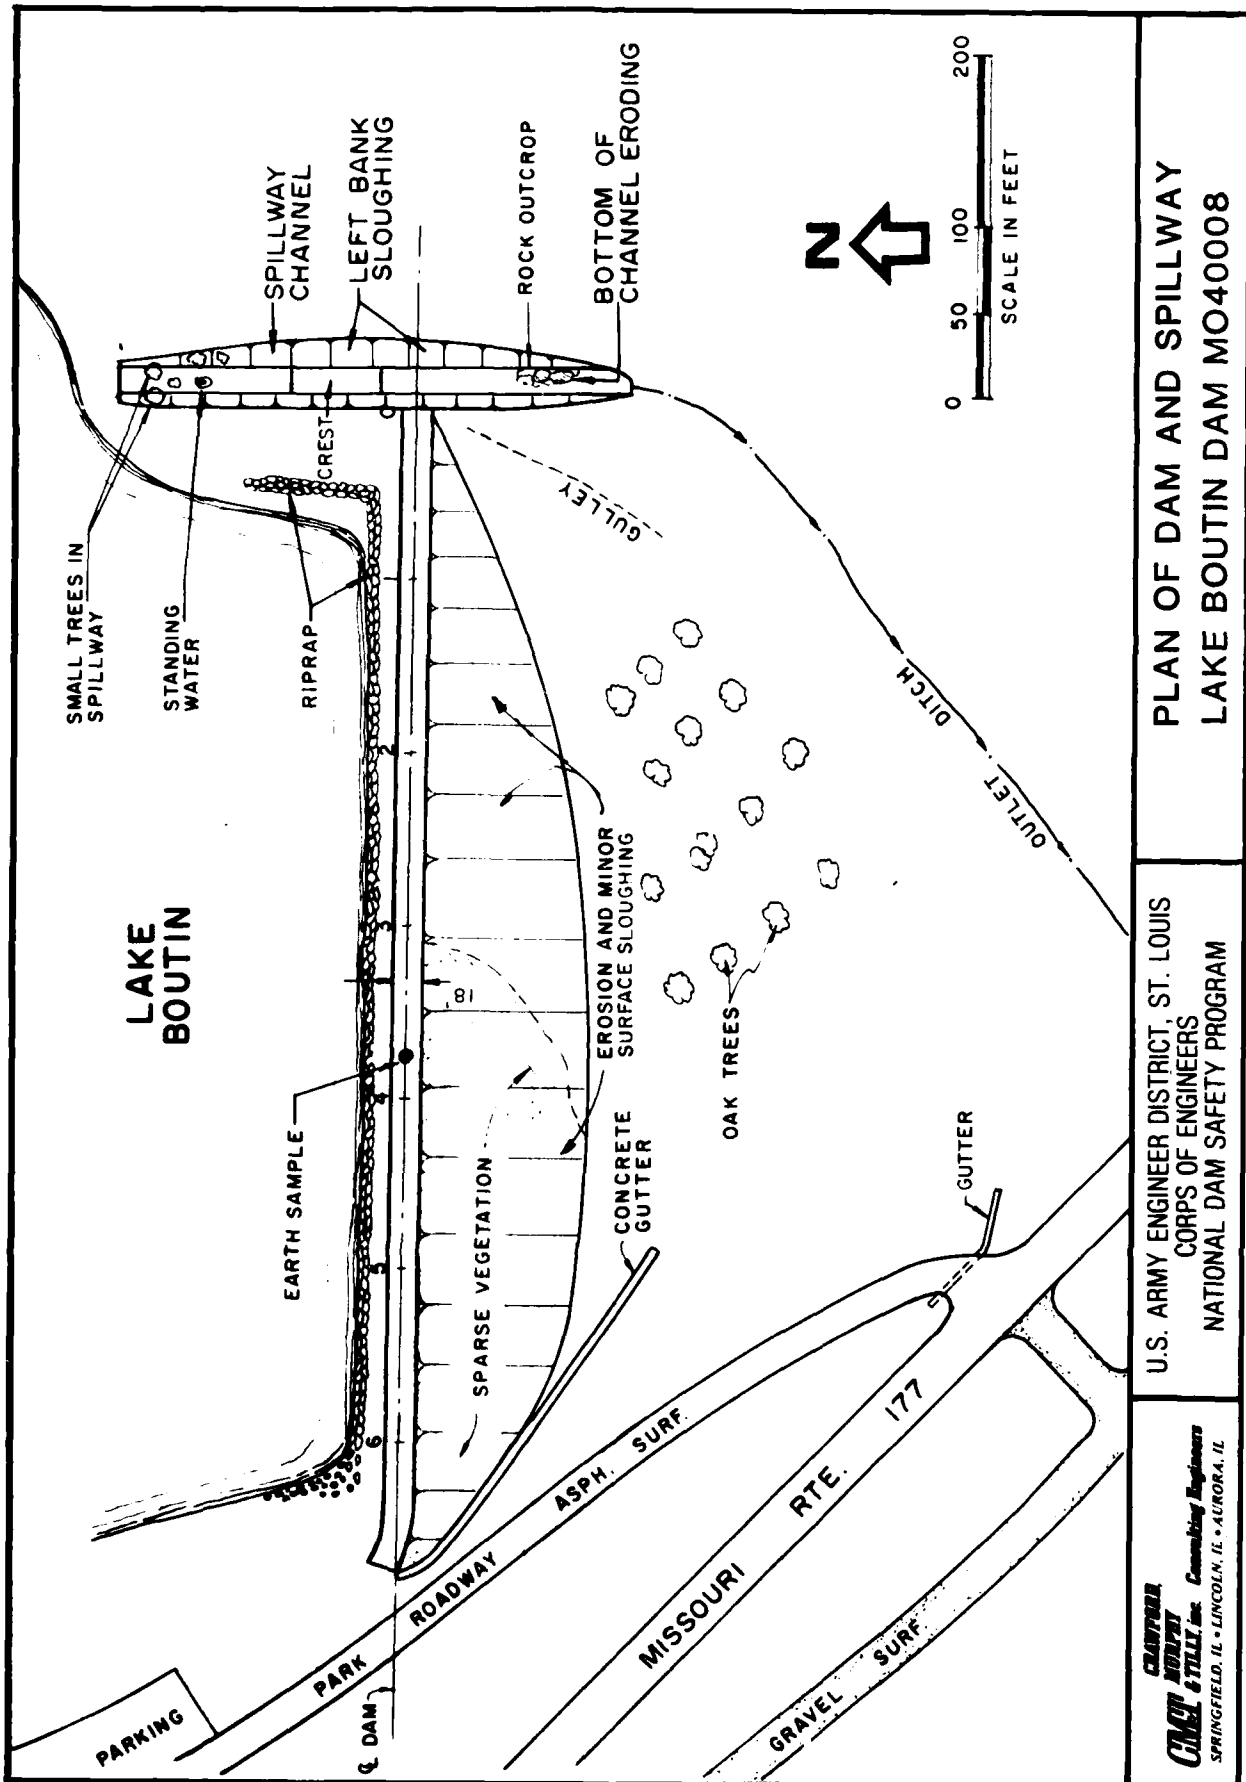 LAKE
BOUTIN
SMALL TREES IN
SPILLWAY
STANDING
WATER
RIPRAP
CREST
SPILLWAY
CHANNEL
LEFT BANK
SLOUGHING
ROCK OUTCROP
BOTTOM OF
CHANNEL ERODING
EARTH SAMPLE
0
2
3
4
5
6
18'
GULLEY
EROSION AND MINOR
SURFACE SLOUGHING
SPARSE VEGETATION
CONCRETE
GUTTER
OAK TREES
GUTTER
OUTLET DITCH
PARKING
PARK ROADWAY ASPH. SURF.
℄ DAM
MISSOURI RTE. 177
GRAVEL SURF.
N
0 50 100 200
SCALE IN FEET
CRAWFORD,
MURPHY
& TILLY, inc. Consulting Engineers
CMT
SPRINGFIELD, IL • LINCOLN, IL • AURORA, IL
U.S. ARMY ENGINEER DISTRICT, ST. LOUIS
CORPS OF ENGINEERS
NATIONAL DAM SAFETY PROGRAM
PLAN OF DAM AND SPILLWAY
LAKE BOUTIN DAM MO40008